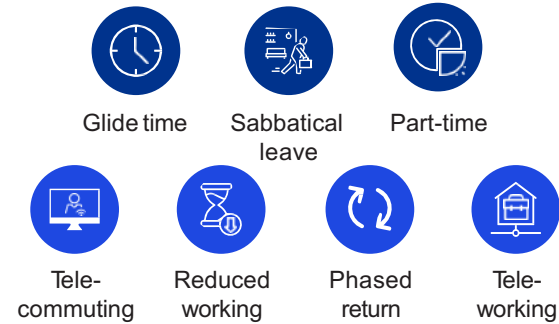 Glide time
Sabbatical
leave
Part-time
Tele-
commuting
Reduced
working
Phased
return
Tele-
working